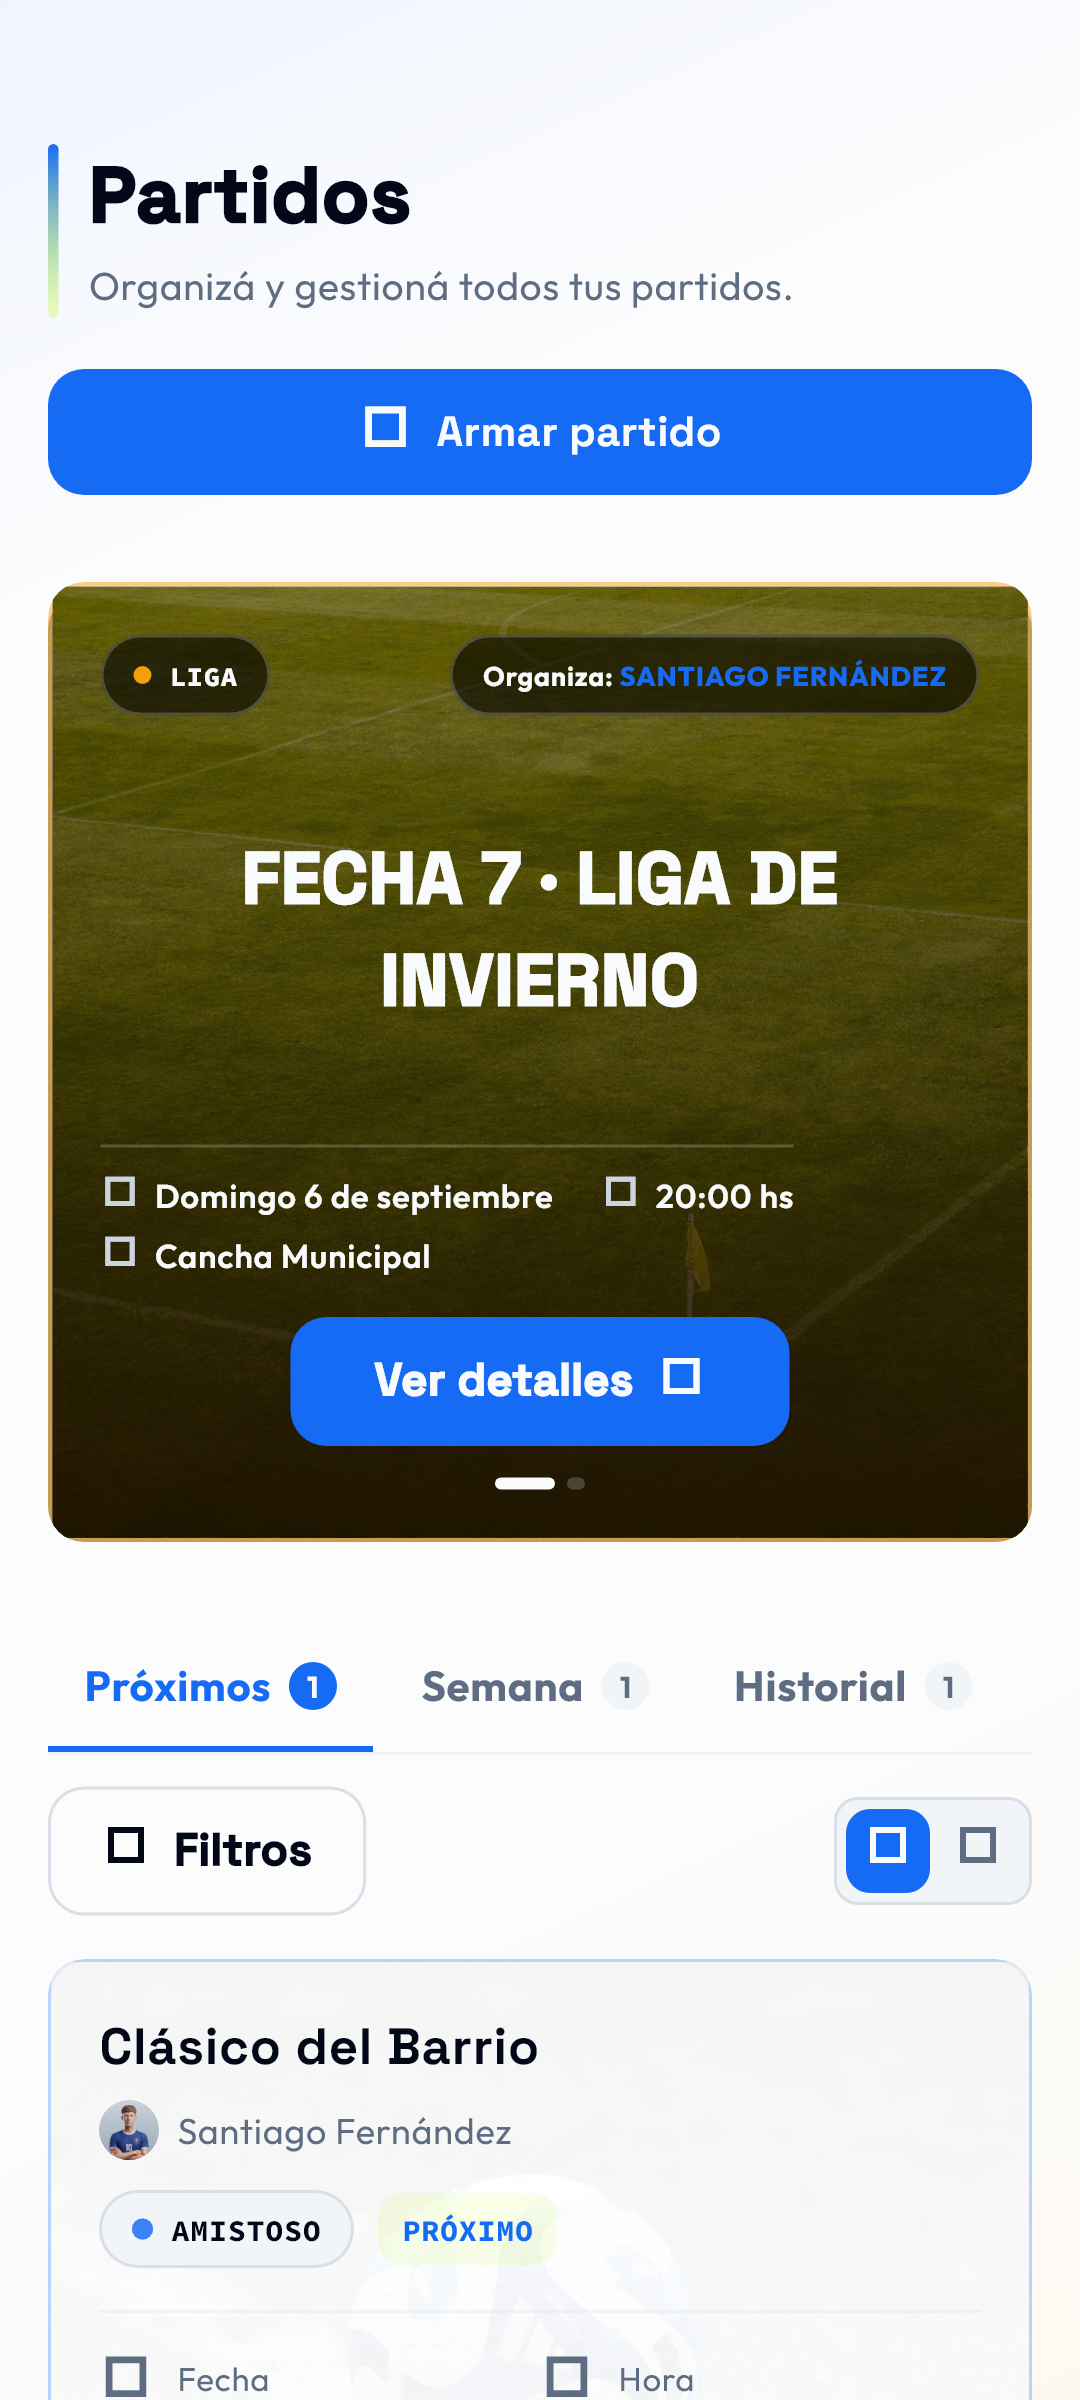 Partidos
Organizá y gestioná todos tus partidos.
Armar partido
LIGA
Organiza: SANTIAGO FERNÁNDEZ
FECHA 7 • LIGA DE
INVIERNO
Domingo 6 de septiembre
20:00 hs
Cancha Municipal
Ver detalles
Próximos 1
Semana 1
Historial 1
Filtros
Clásico del Barrio
Santiago Fernández
AMISTOSO
PRÓXIMO
Fecha
Hora